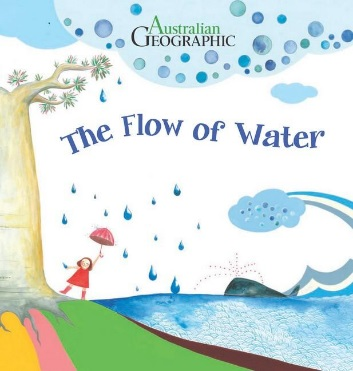 Australian
GEOGRAPHIC
The Flow of Water